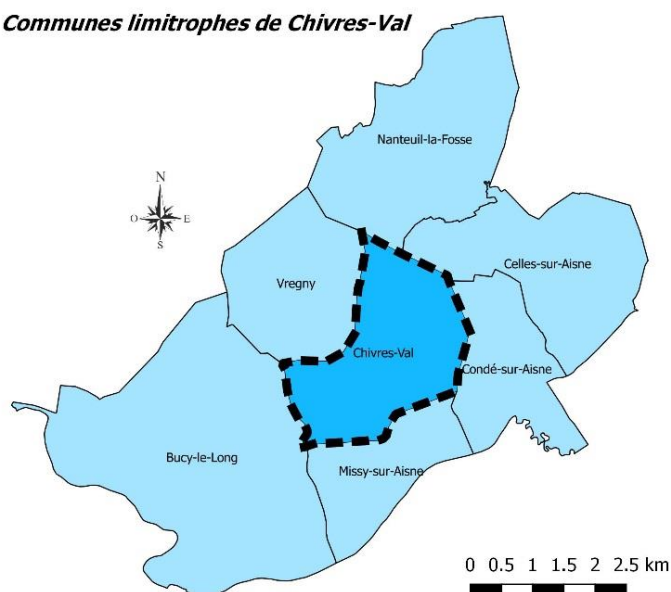 Communes limitrophes de Chivres-Val
Nanteuil-la-Fosse
N
O E
S
Celles-sur-Aisne
Vregny
Chivres-Val
Condé-sur-Aisne
Bucy-le-Long
Missy-sur-Aisne
0 0.5 1 1.5 2 2.5 km